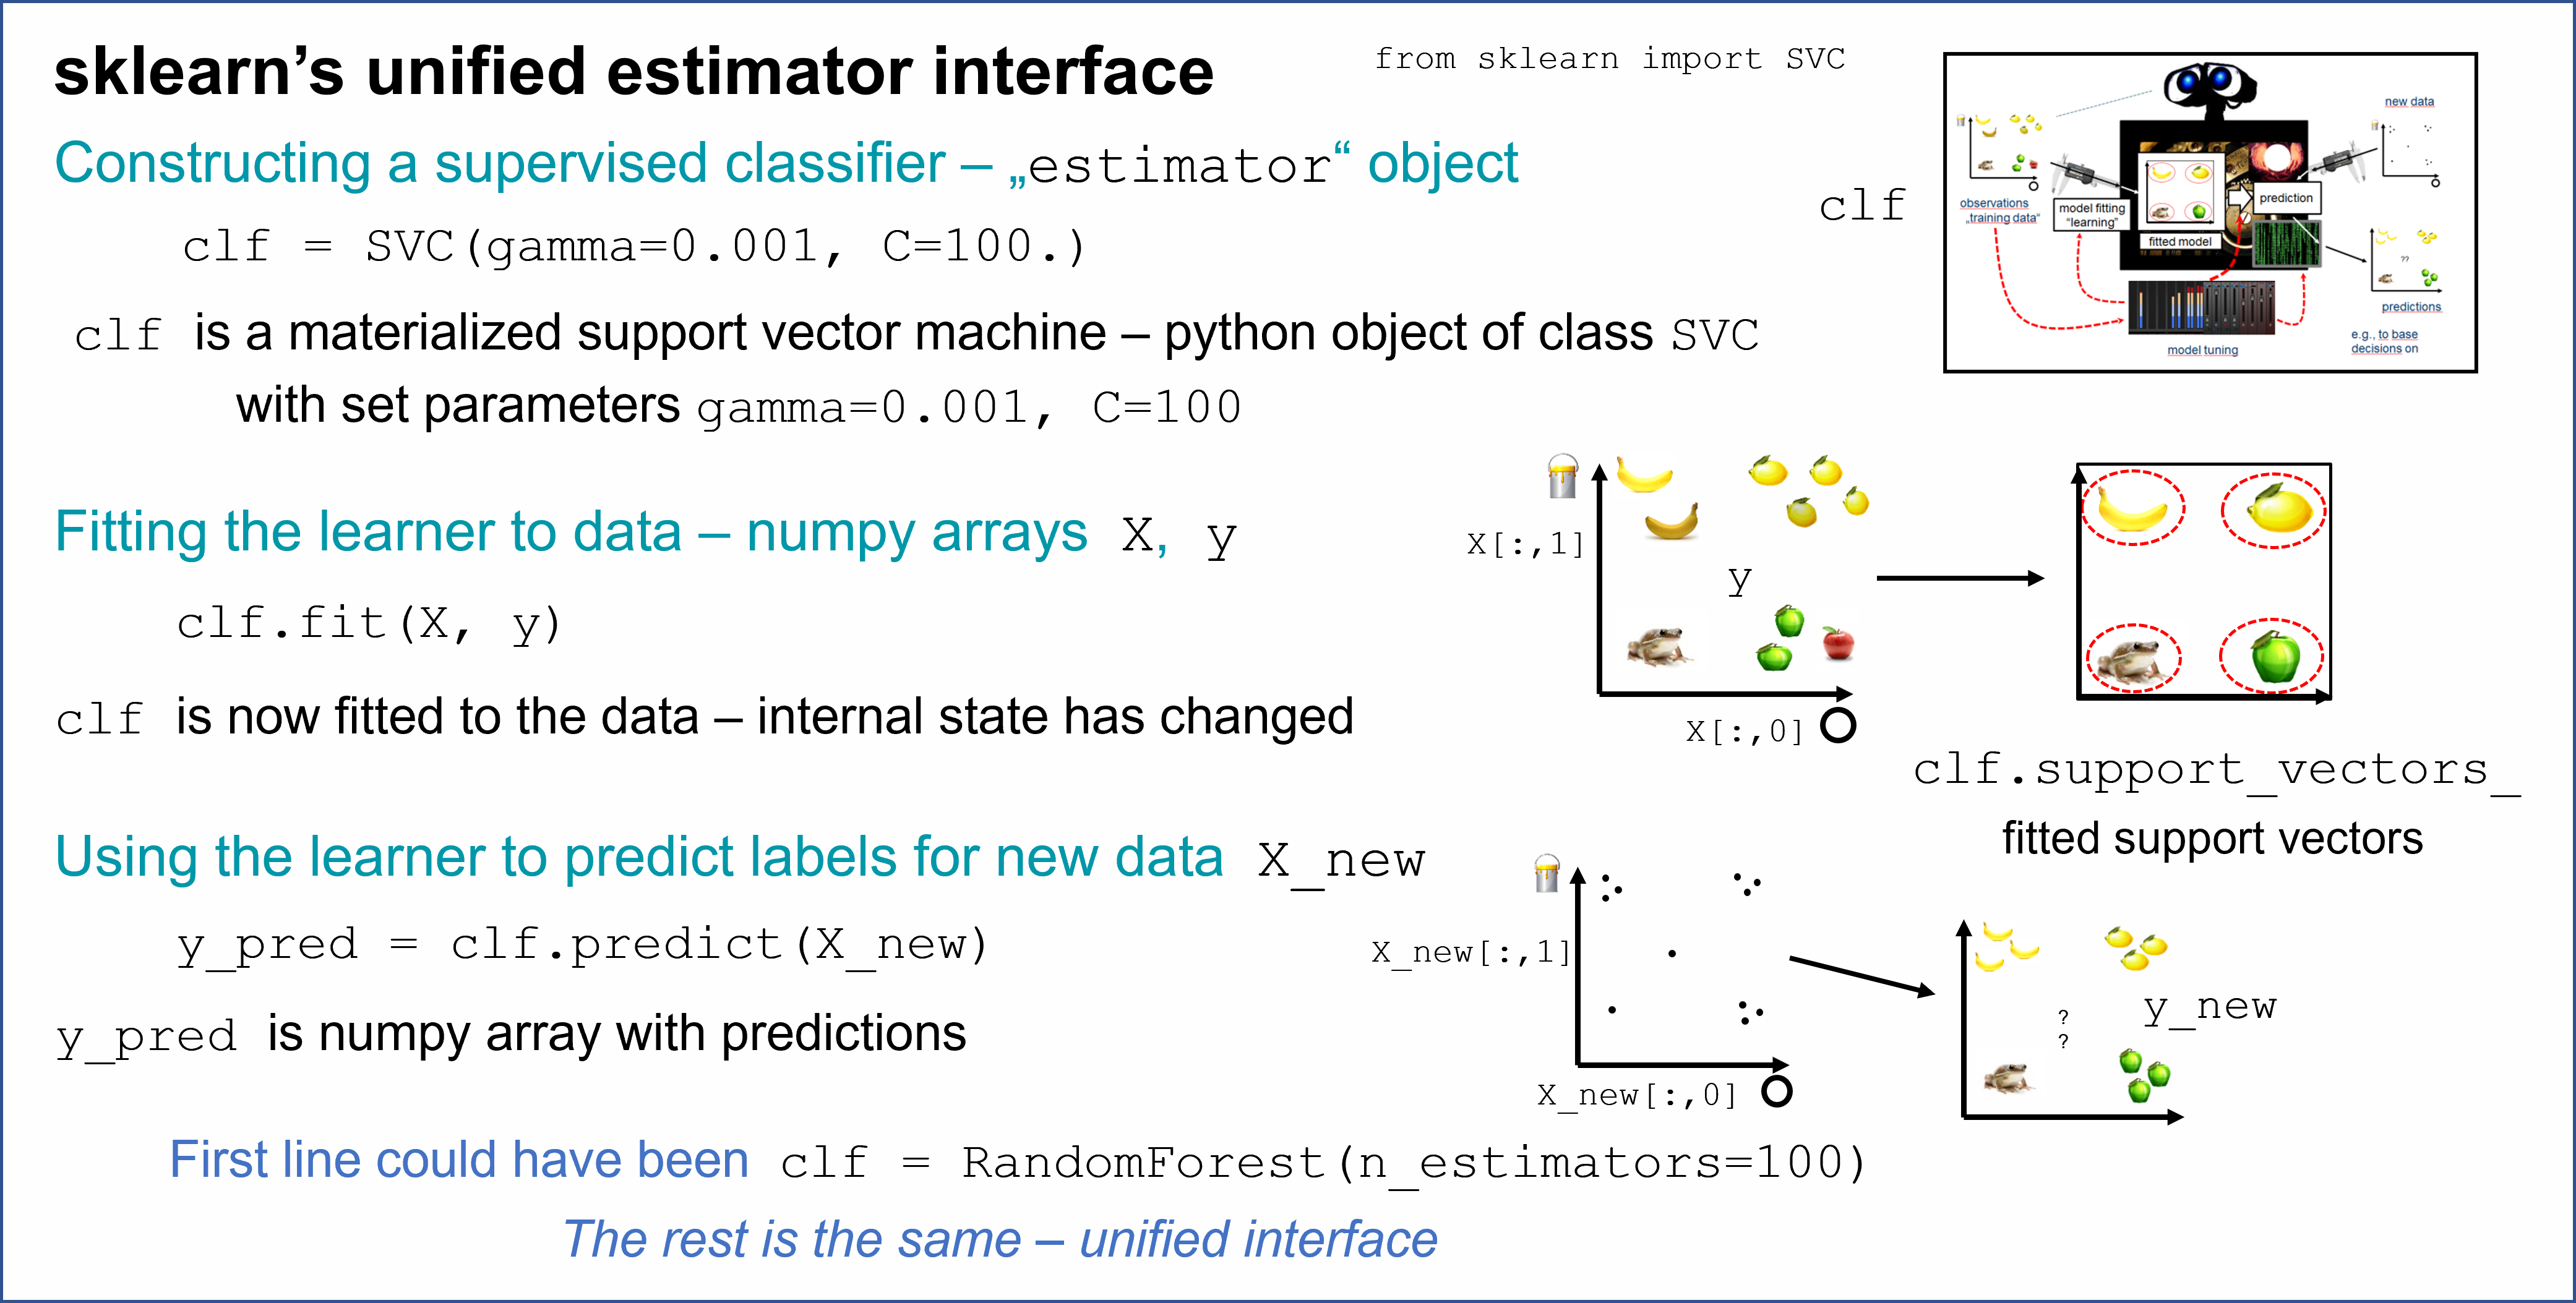 sklearn’s unified estimator interface
from sklearn import SVC
Constructing a supervised classifier – „estimator“ object
clf = SVC(gamma=0.001, C=100.)
clf is a materialized support vector machine – python object of class SVC
with set parameters gamma=0.001, C=100
clf
new data
observations
„training data“
model fitting
“learning”
fitted model
prediction
??
predictions
model tuning
e.g., to base
decisions on
Fitting the learner to data – numpy arrays X, y
clf.fit(X, y)
clf is now fitted to the data – internal state has changed
X[:,1]
y
X[:,0]
clf.support_vectors_
fitted support vectors
Using the learner to predict labels for new data X_new
y_pred = clf.predict(X_new)
y_pred is numpy array with predictions
X_new[:,1]
X_new[:,0]
y_new
?
?
First line could have been clf = RandomForest(n_estimators=100)
The rest is the same – unified interface